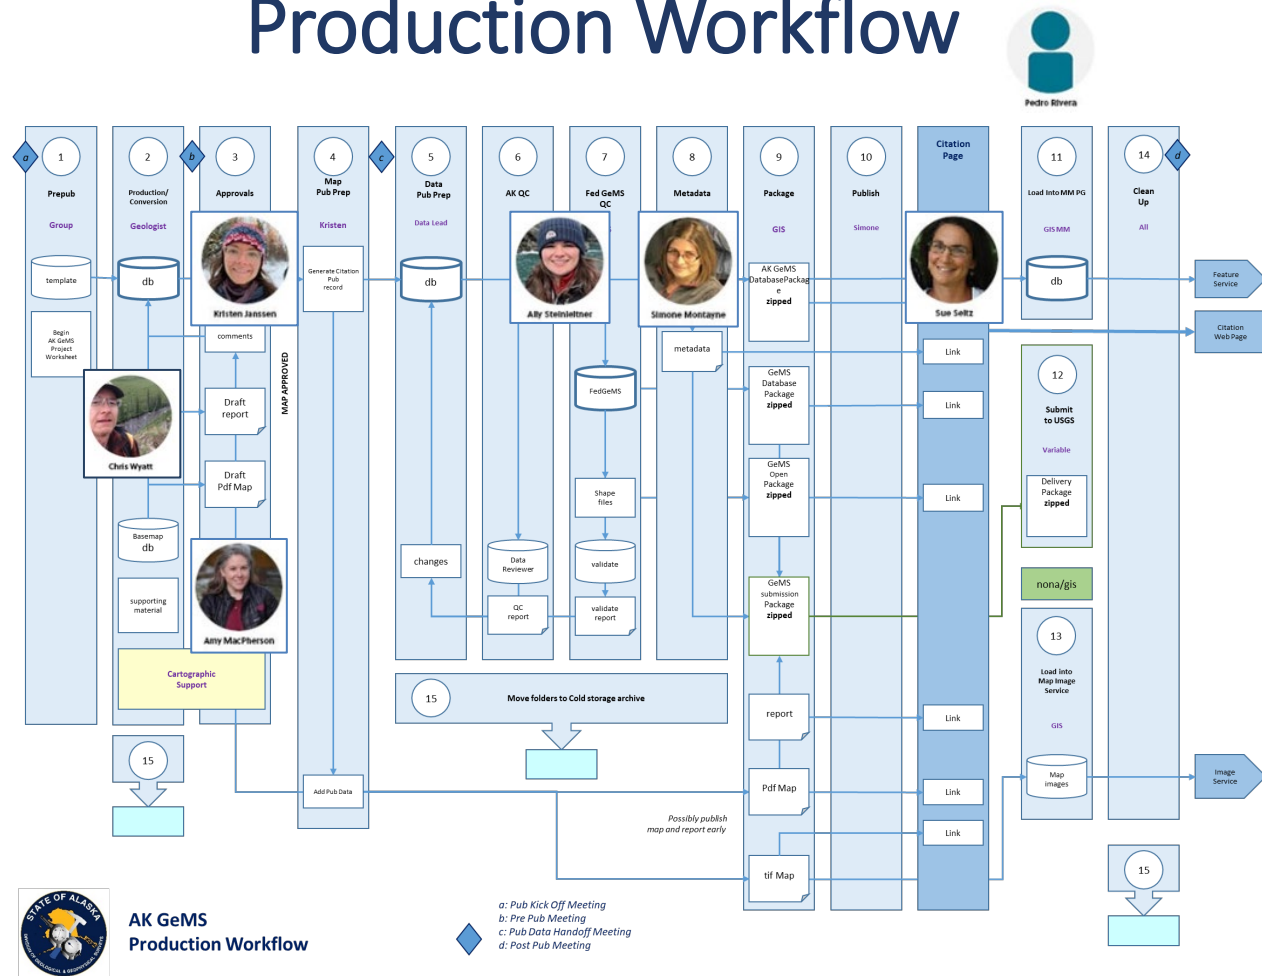 Production Workflow
Pedro Rivera
a
1
Prepub
Group
template
Begin
AK GeMS
Project
Worksheet
2
Production/
Conversion
Geologist
db
Chris Wyatt
Basemap
db
supporting
material
Cartographic
Support
15
b
3
Approvals
Kristen Janssen
comments
Draft
report
Draft
Pdf Map
Amy MacPherson
MAP APPROVED
4
Map
Pub Prep
Kristen
Generate Citation
Pub
record
Add Pub Data
c
5
Data
Pub Prep
Data Lead
db
changes
6
AK QC
Ally Steinleitner
Data
Reviewer
QC
report
7
Fed GeMS
QC
FedGeMS
Shape
files
validate
validate
report
8
Metadata
Simone Montayne
metadata
15
Move folders to Cold storage archive
Possibly publish
map and report early
9
Package
GIS
AK GeMS
DatabasePackag
e
zipped
GeMS
Database
Package
zipped
GeMS
Open
Package
zipped
GeMS
submission
Package
zipped
report
Pdf Map
tif Map
10
Publish
Simone
Citation
Page
Sue Seitz
Link
Link
Link
Link
Link
Link
11
Load Into MM PG
GIS MM
db
12
Submit
to USGS
Variable
Delivery
Package
zipped
nona/gis
13
Load into
Map Image
Service
GIS
Map
images
14
d
Clean
Up
All
15
Feature
Service
Citation
Web Page
Image
Service
STATE OF ALASKA
DIVISION OF GEOLOGICAL & GEOPHYSICAL SURVEYS
AK GeMS
Production Workflow
a: Pub Kick Off Meeting
b: Pre Pub Meeting
c: Pub Data Handoff Meeting
d: Post Pub Meeting